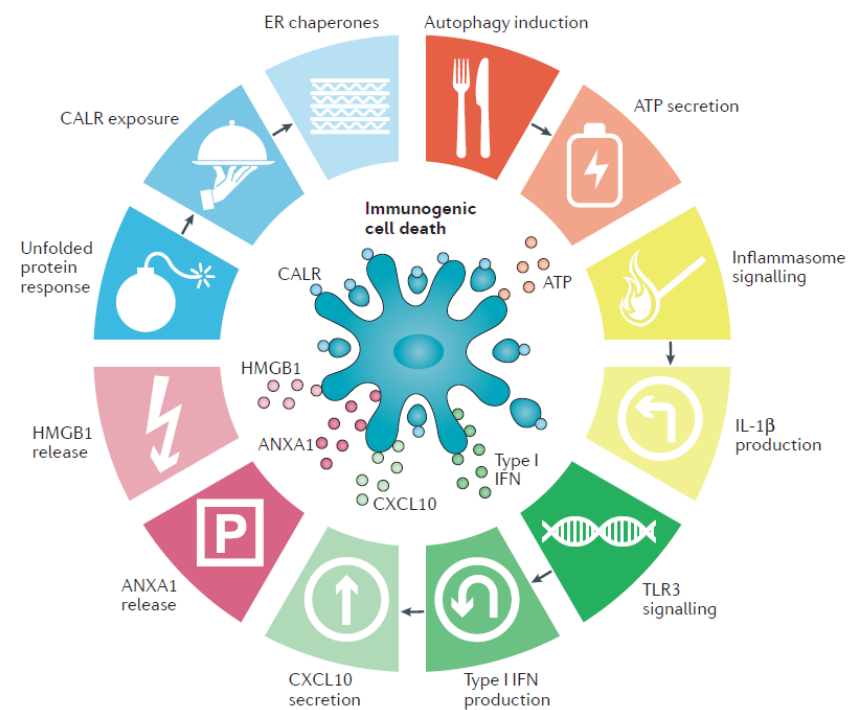 ER chaperones
Autophagy induction
CALR exposure
ATP secretion
Immunogenic
cell death
Unfolded
protein
response
CALR
ATP
Inflammasome
signalling
HMGB1
HMGB1
release
ANXA1
Type I
IFN
IL-1β
production
CXCL10
P
ANXA1
release
TLR3
signalling
CXCL10
secretion
Type I IFN
production